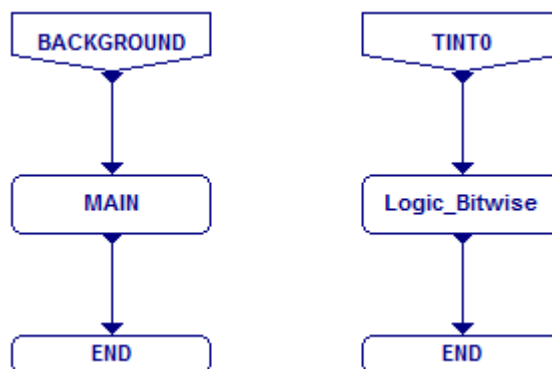 BACKGROUND
TINT0
MAIN
Logic_Bitwise
END
END